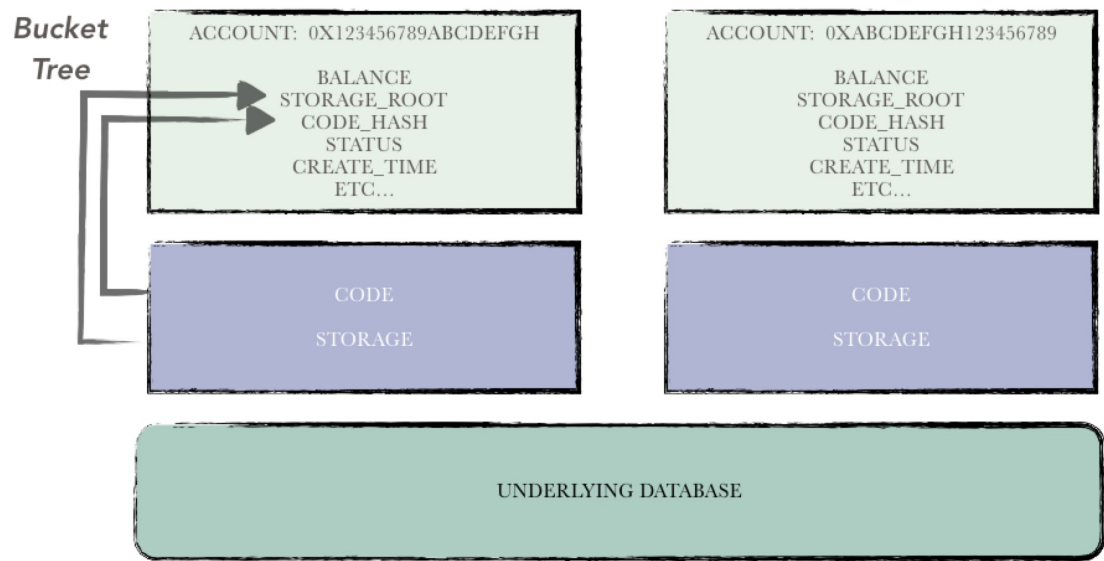 Bucket
Tree
ACCOUNT: 0X123456789ABCDEFGH
BALANCE
STORAGE_ROOT
CODE_HASH
STATUS
CREATE_TIME
ETC…
CODE
STORAGE
ACCOUNT: 0XABCDEFGH123456789
BALANCE
STORAGE_ROOT
CODE_HASH
STATUS
CREATE_TIME
ETC…
CODE
STORAGE
UNDERLYING DATABASE